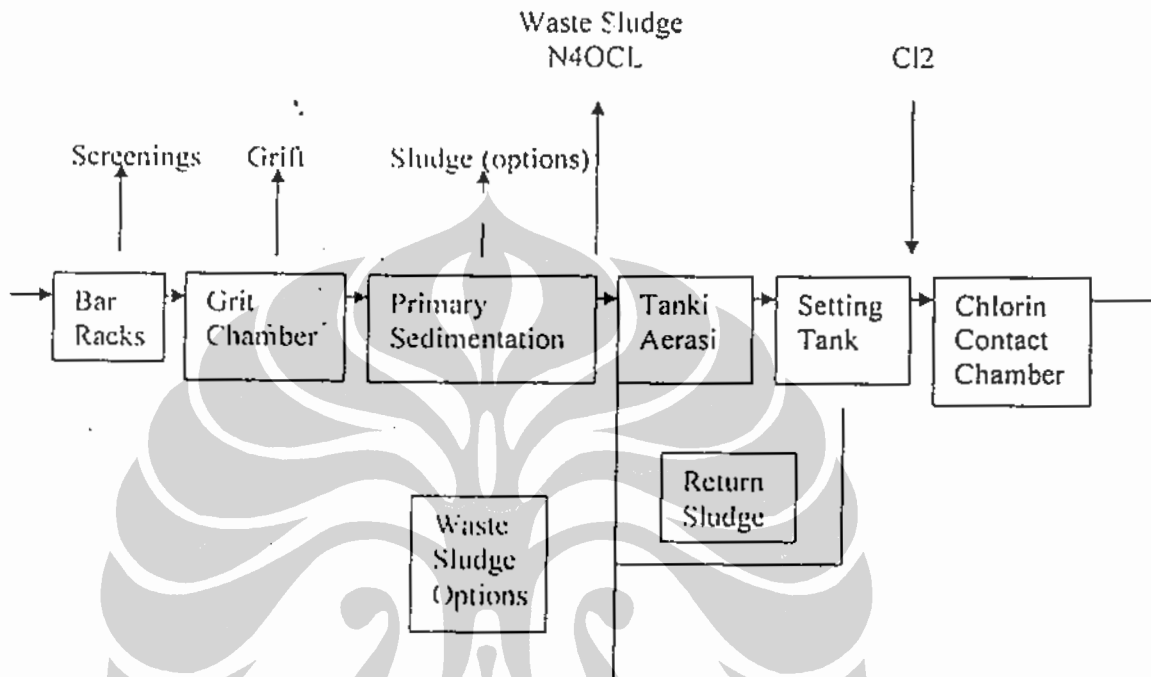 Waste Sludge
N4OCL
Cl2
Screenings
Grift
Sludge (options)
Bar
Racks
Grit
Chamber
Primary
Sedimentation
Tanki
Aerasi
Setting
Tank
Chlorin
Contact
Chamber
Return
Sludge
Waste
Sludge
Options